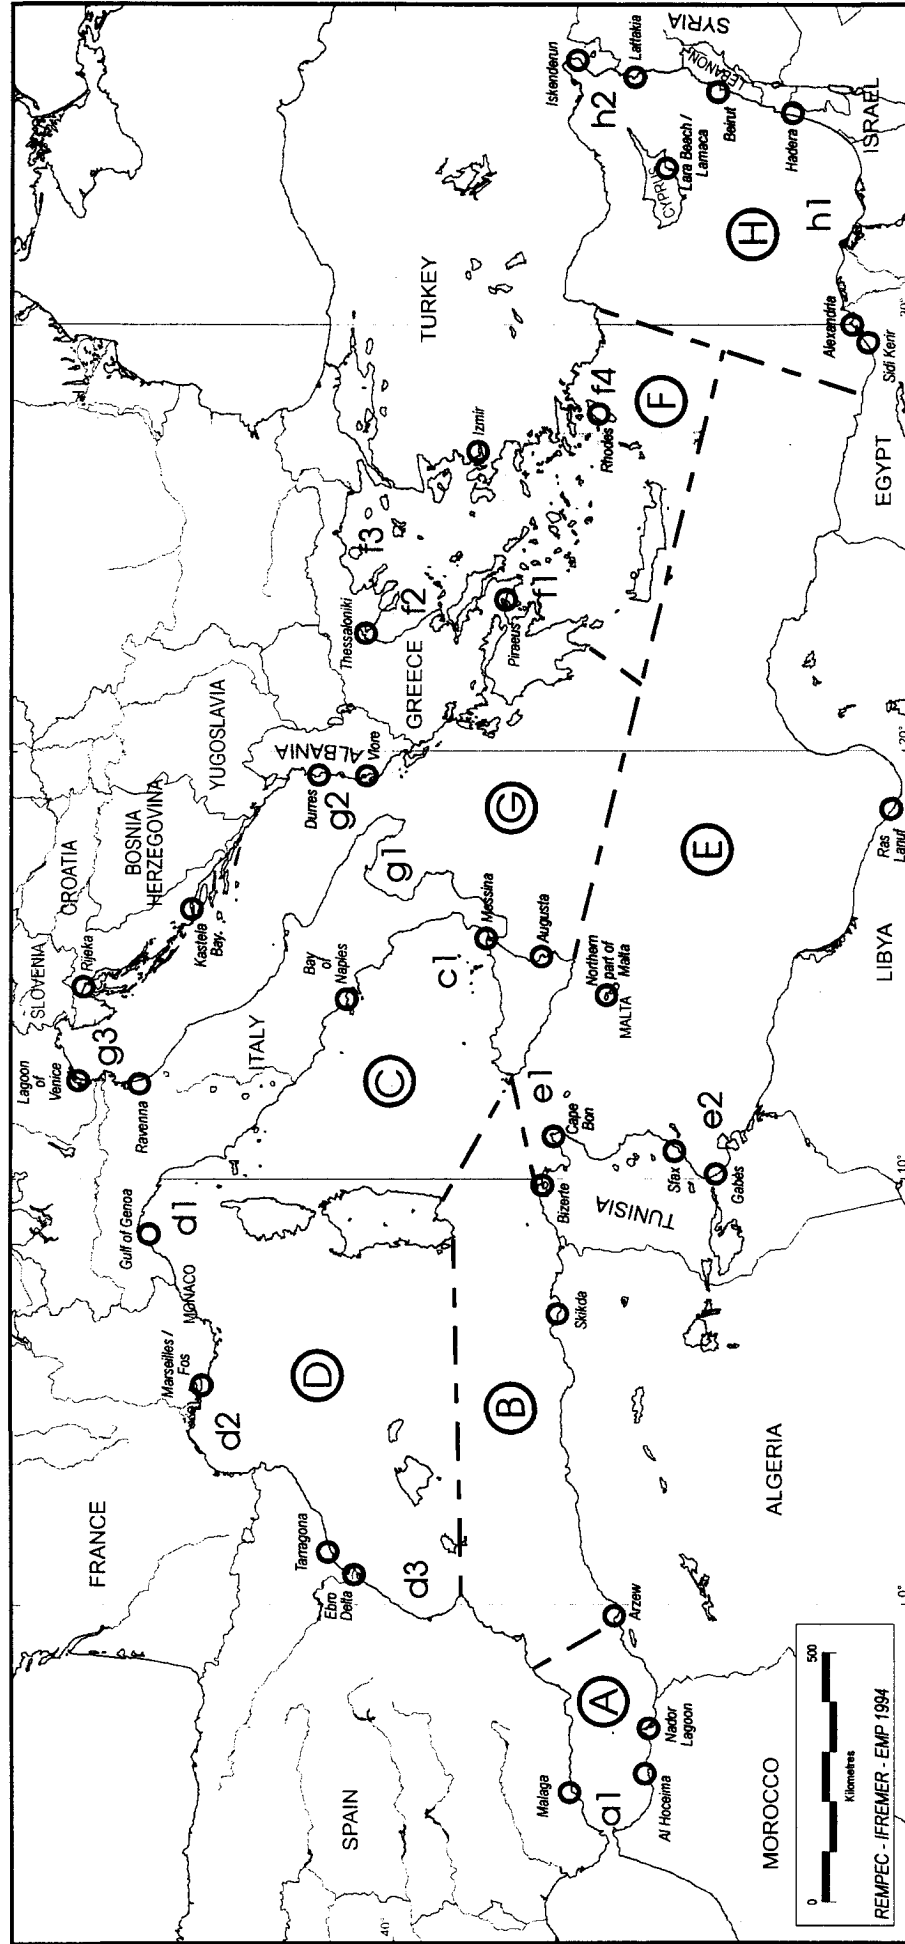 FRANCE
SPAIN
MOROCCO
ALGERIA
TUNISIA
LIBYA
EGYPT
ISRAEL
LEBANON
SYRIA
CYPRUS
TURKEY
GREECE
ALBANIA
YUGOSLAVIA
BOSNIA
HERZEGOVINA
CROATIA
SLOVENIA
ITALY
MONACO
MALTA
Malaga
Al Hoceima
Nador
Lagoon
Arzew
Ebro
Delta
Tarragona
Marseilles /
Fos
Gulf of Genoa
Skikda
Bizerte
Cape
Bon
Sfax
Gabès
Lagoon
of
Venice
Ravenna
Rijeka
Kastela
Bay
Bay
of
Naples
Messina
Augusta
Northern
part of
Malta
Durres
Vlore
Ras
Lanuf
Thessaloniki
Piraeus
Izmir
Rhodes
Alexandria
Sidi Kerir
Lara Beach /
Larnaca
Iskenderun
Lattakia
Beirut
Hadera
A
B
C
D
E
F
G
H
a1
c1
d1
d2
d3
e1
e2
f1
f2
f3
f4
g1
g2
g3
h1
h2
40°
0°
10°
20°
30°
0
500
Kilometres
REMPEC - IFREMER - EMP 1994